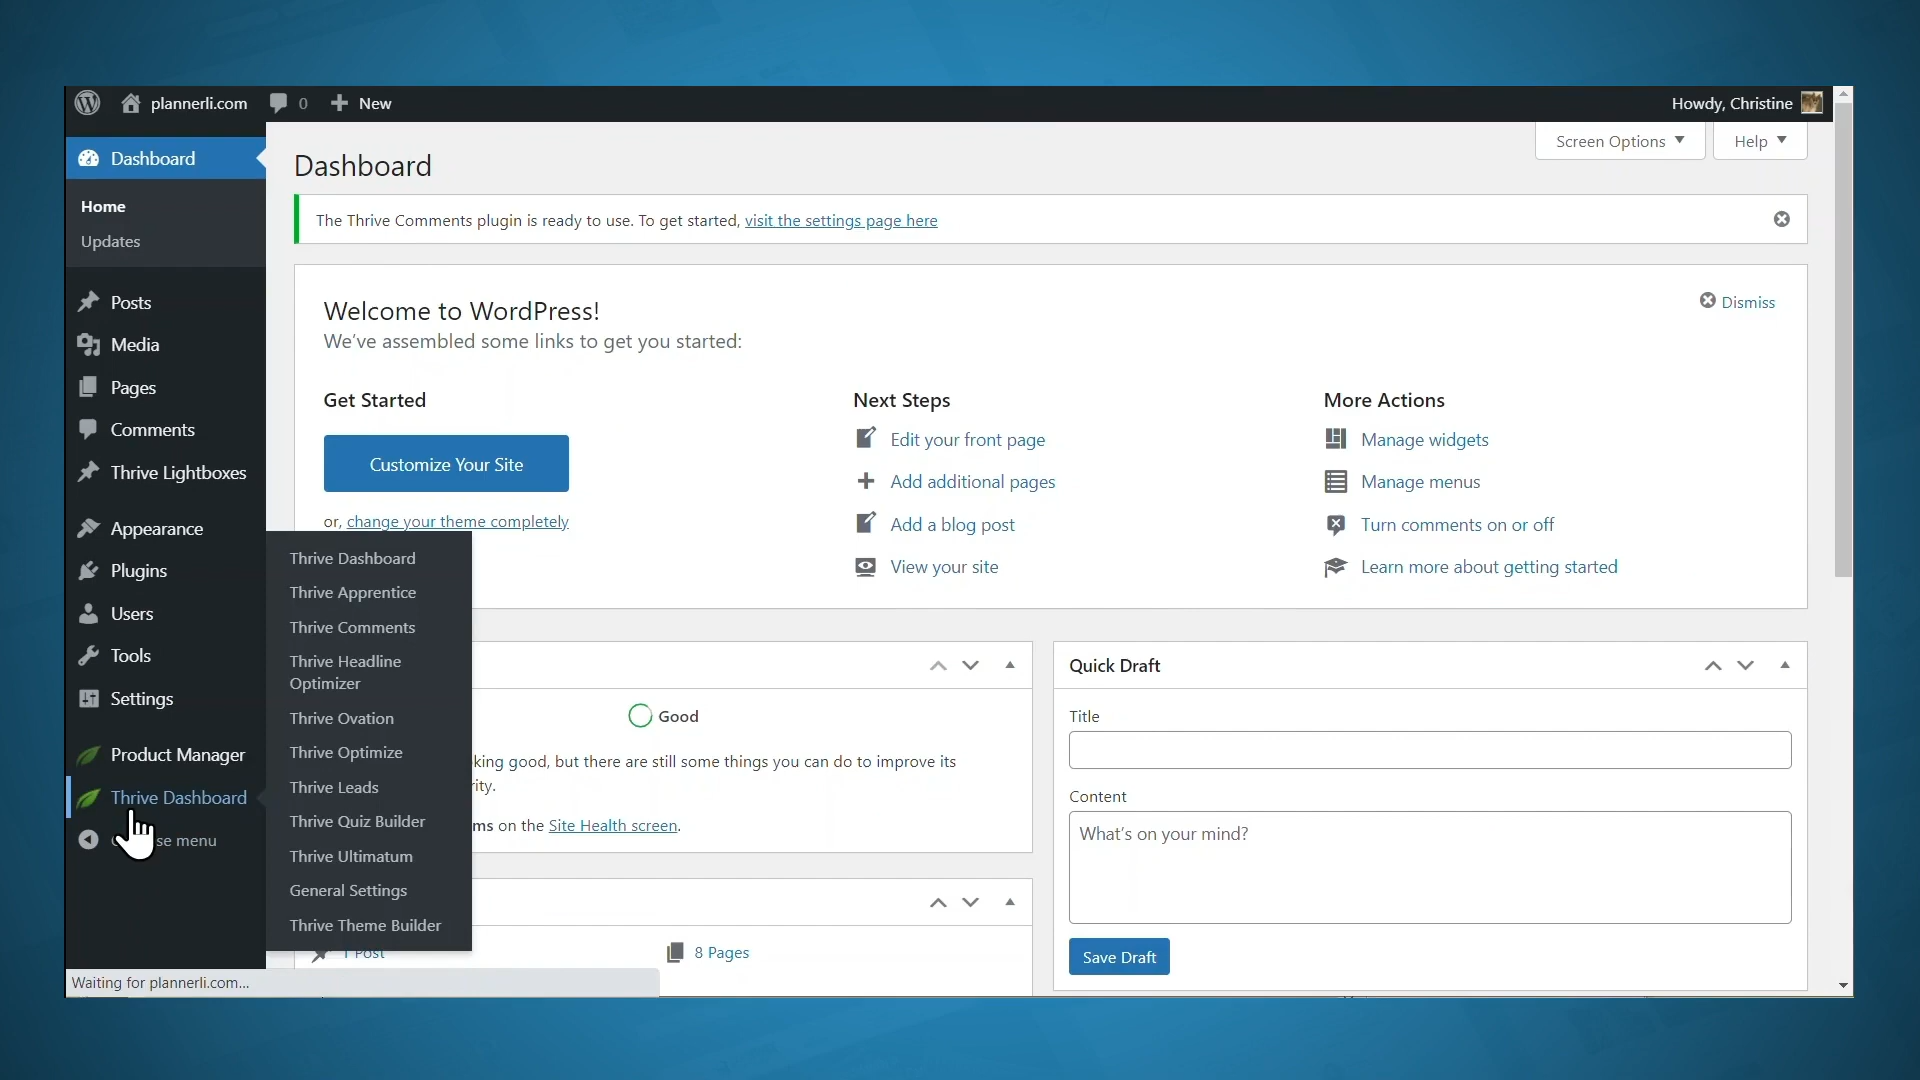 plannerli.com 0 New Howdy, Christine
Dashboard
Home
Updates
Posts
Media
Pages
Comments
Thrive Lightboxes
Appearance
Plugins
Users
Tools
Settings
Product Manager
Thrive Dashboard
se menu
Thrive Dashboard
Thrive Apprentice
Thrive Comments
Thrive Headline
Optimizer
Thrive Ovation
Thrive Optimize
Thrive Leads
Thrive Quiz Builder
Thrive Ultimatum
General Settings
Thrive Theme Builder
Screen Options Help
Dashboard
The Thrive Comments plugin is ready to use. To get started, visit the settings page here
Welcome to WordPress!
Dismiss
We've assembled some links to get you started:
Get Started
Customize Your Site
or, change your theme completely
Next Steps
Edit your front page
Add additional pages
Add a blog post
View your site
More Actions
Manage widgets
Manage menus
Turn comments on or off
Learn more about getting started
Good
king good, but there are still some things you can do to improve its
ity.
ms on the Site Health screen.
1 Post
8 Pages
Quick Draft
Title
Content
What's on your mind?
Save Draft
Waiting for plannerli.com...